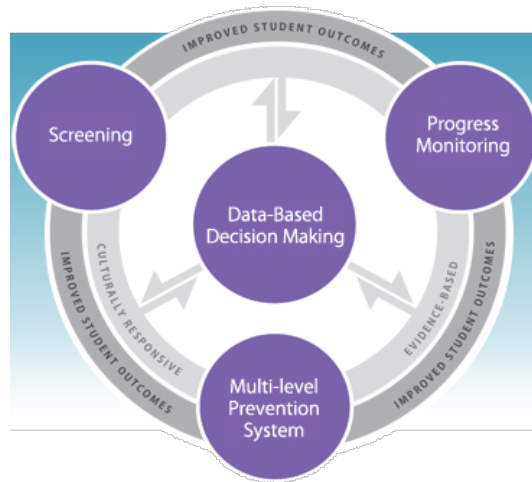 IMPROVED STUDENT OUTCOMES
Screening
Progress
Monitoring
Data-Based
Decision Making
CULTURALLY RESPONSIVE
EVIDENCE-BASED
IMPROVED STUDENT OUTCOMES
IMPROVED STUDENT OUTCOMES
Multi-level
Prevention
System